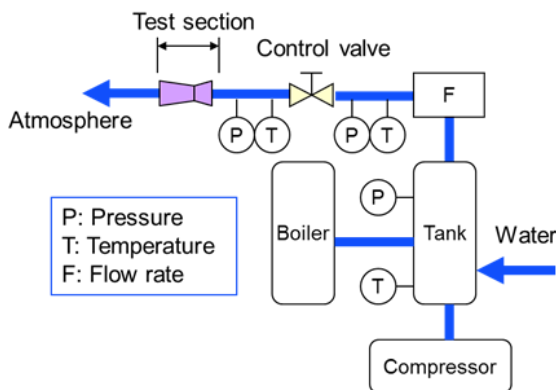 Test section
Control valve
F
Atmosphere
P
T
P
T
P: Pressure
T: Temperature
F: Flow rate
Boiler
P
Tank
Water
T
Compressor